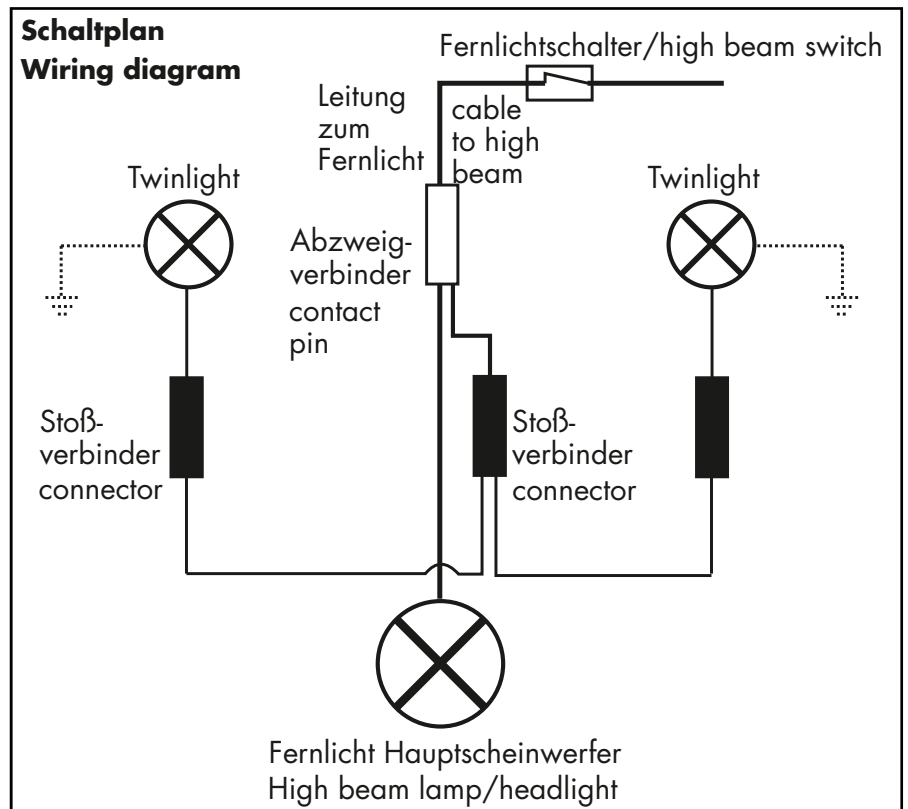 Schaltplan
Wiring diagram
Fernlichtschalter/high beam switch
Leitung
zum
Fernlicht
cable
to high
beam
Twinlight
Twinlight
Abzweig-
verbinder
contact
pin
Stoß-
verbinder
connector
Stoß-
verbinder
connector
Fernlicht Hauptscheinwerfer
High beam lamp/headlight